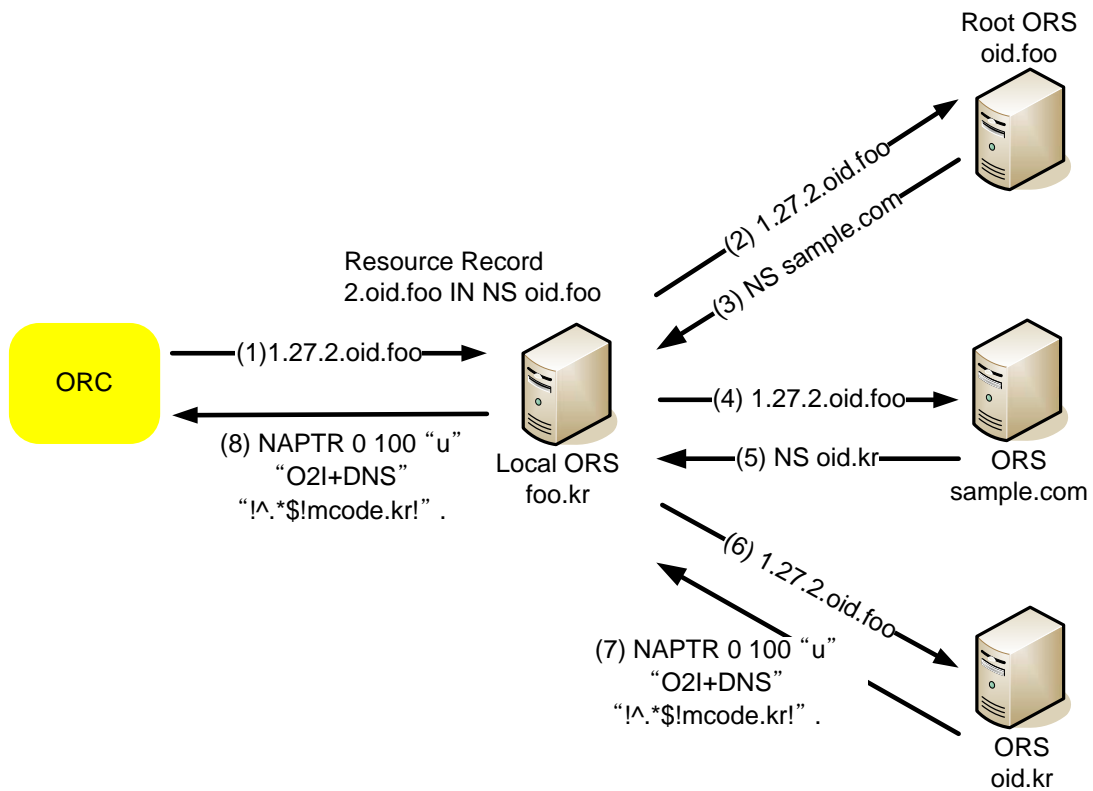 Root ORS
oid.foo
(2) 1.27.2.oid.foo
(3) NS sample.com
Resource Record
2.oid.foo IN NS oid.foo
ORC
(1)1.27.2.oid.foo
(4) 1.27.2.oid.foo
(8) NAPTR 0 100 “u”
“O2I+DNS”
“!^.*$!mcode.kr!” .
Local ORS
foo.kr
(5) NS oid.kr
ORS
sample.com
(6) 1.27.2.oid.foo
(7) NAPTR 0 100 “u”
“O2I+DNS”
“!^.*$!mcode.kr!” .
ORS
oid.kr